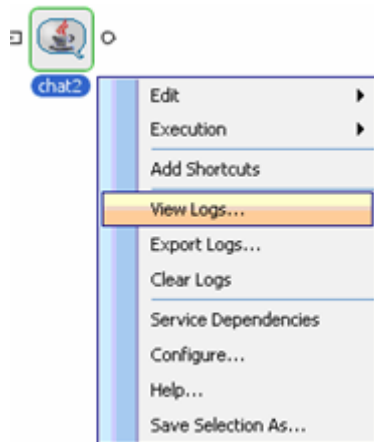 chat2
Edit
Execution
Add Shortcuts
View Logs...
Export Logs...
Clear Logs
Service Dependencies
Configure...
Help...
Save Selection As...